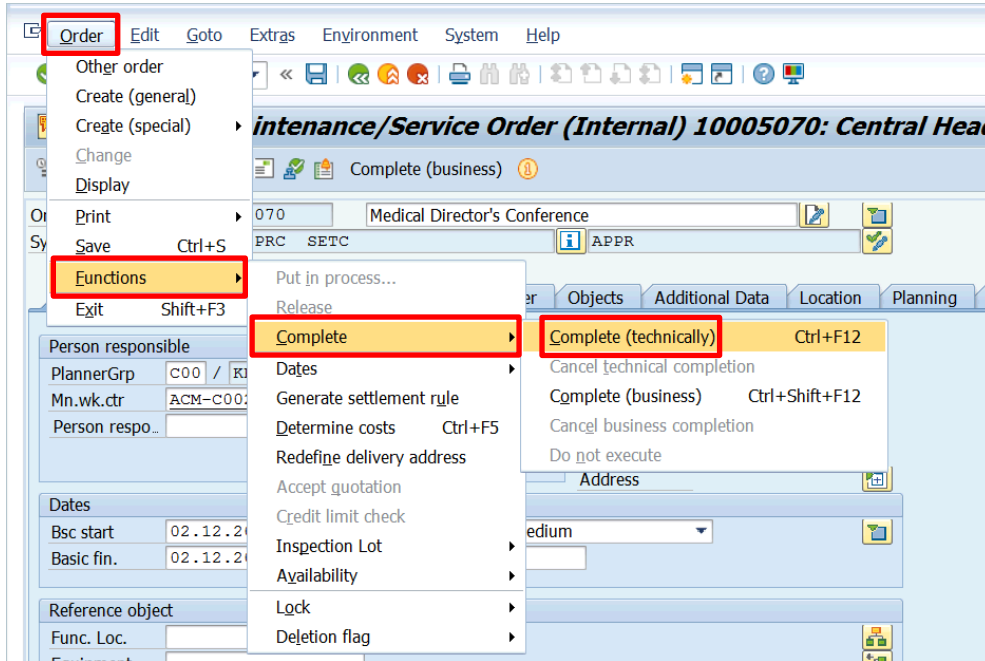 Order Edit Goto Extras Environment System Help
Other order
Create (general)
Create (special)
Change
Display
Print
Save Ctrl+S
Functions
Exit Shift+F3
intenance/Service Order (Internal) 10005070: Central Hea
Complete (business)
070 Medical Director's Conference
PRC SETC APPR
Objects Additional Data Location Planning
Put in process...
Release
Complete
Dates
Generate settlement rule
Determine costs Ctrl+F5
Redefine delivery address
Accept quotation
Credit limit check
Inspection Lot
Availability
Lock
Deletion flag
Complete (technically) Ctrl+F12
Cancel technical completion
Complete (business) Ctrl+Shift+F12
Cancel business completion
Do not execute
Person responsible
PlannerGrp C00 /
Mn.wk.ctr ACM-C002
Person respo..
Address
Dates
Bsc start 02.12.20 edium
Basic fin. 02.12.20
Reference object
Func. Loc.